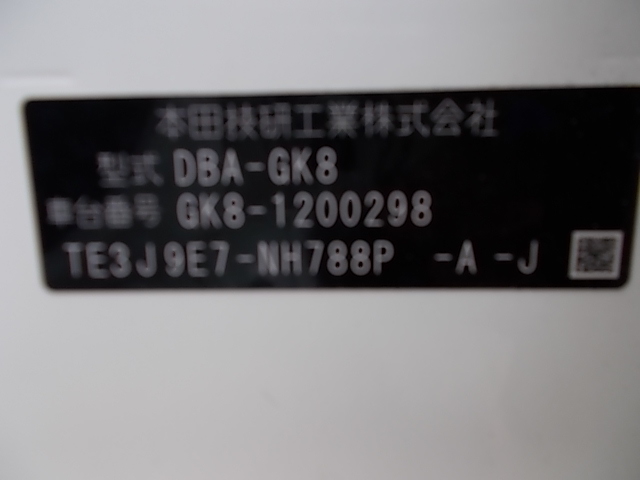 本田技研工業株式会社
型式 DBA-GK8
車台番号 GK8-1200298
TE3J9E7-NH788P -A -J